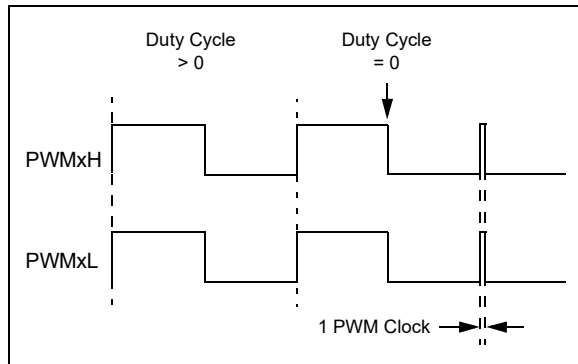 Duty Cycle
> 0
Duty Cycle
= 0
PWMxH
PWMxL
1 PWM Clock